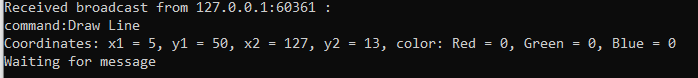 Received broadcast from 127.0.0.1:60361 :
command:Draw Line
Coordinates: x1 = 5, y1 = 50, x2 = 127, y2 = 13, color: Red = 0, Green = 0, Blue = 0
Waiting for message